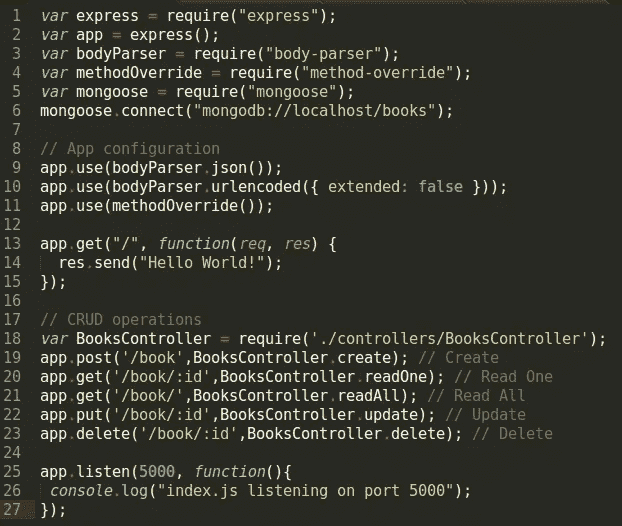 1 var express = require("express");
2 var app = express();
3 var bodyParser = require("body-parser");
4 var methodOverride = require("method-override");
5 var mongoose = require("mongoose");
6 mongoose.connect("mongodb://localhost/books");
7
8 // App configuration
9 app.use(bodyParser.json());
10 app.use(bodyParser.urlencoded({ extended: false }));
11 app.use(methodOverride());
12
13 app.get("/", function(req, res) {
14   res.send("Hello World!");
15 });
16
17 // CRUD operations
18 var BooksController = require('./controllers/BooksController');
19 app.post('/book',BooksController.create); // Create
20 app.get('/book/:id',BooksController.readOne); // Read One
21 app.get('/book/',BooksController.readAll); // Read All
22 app.put('/book/:id',BooksController.update); // Update
23 app.delete('/book/:id',BooksController.delete); // Delete
24
25 app.listen(5000, function(){
26  console.log("index.js listening on port 5000");
27 });